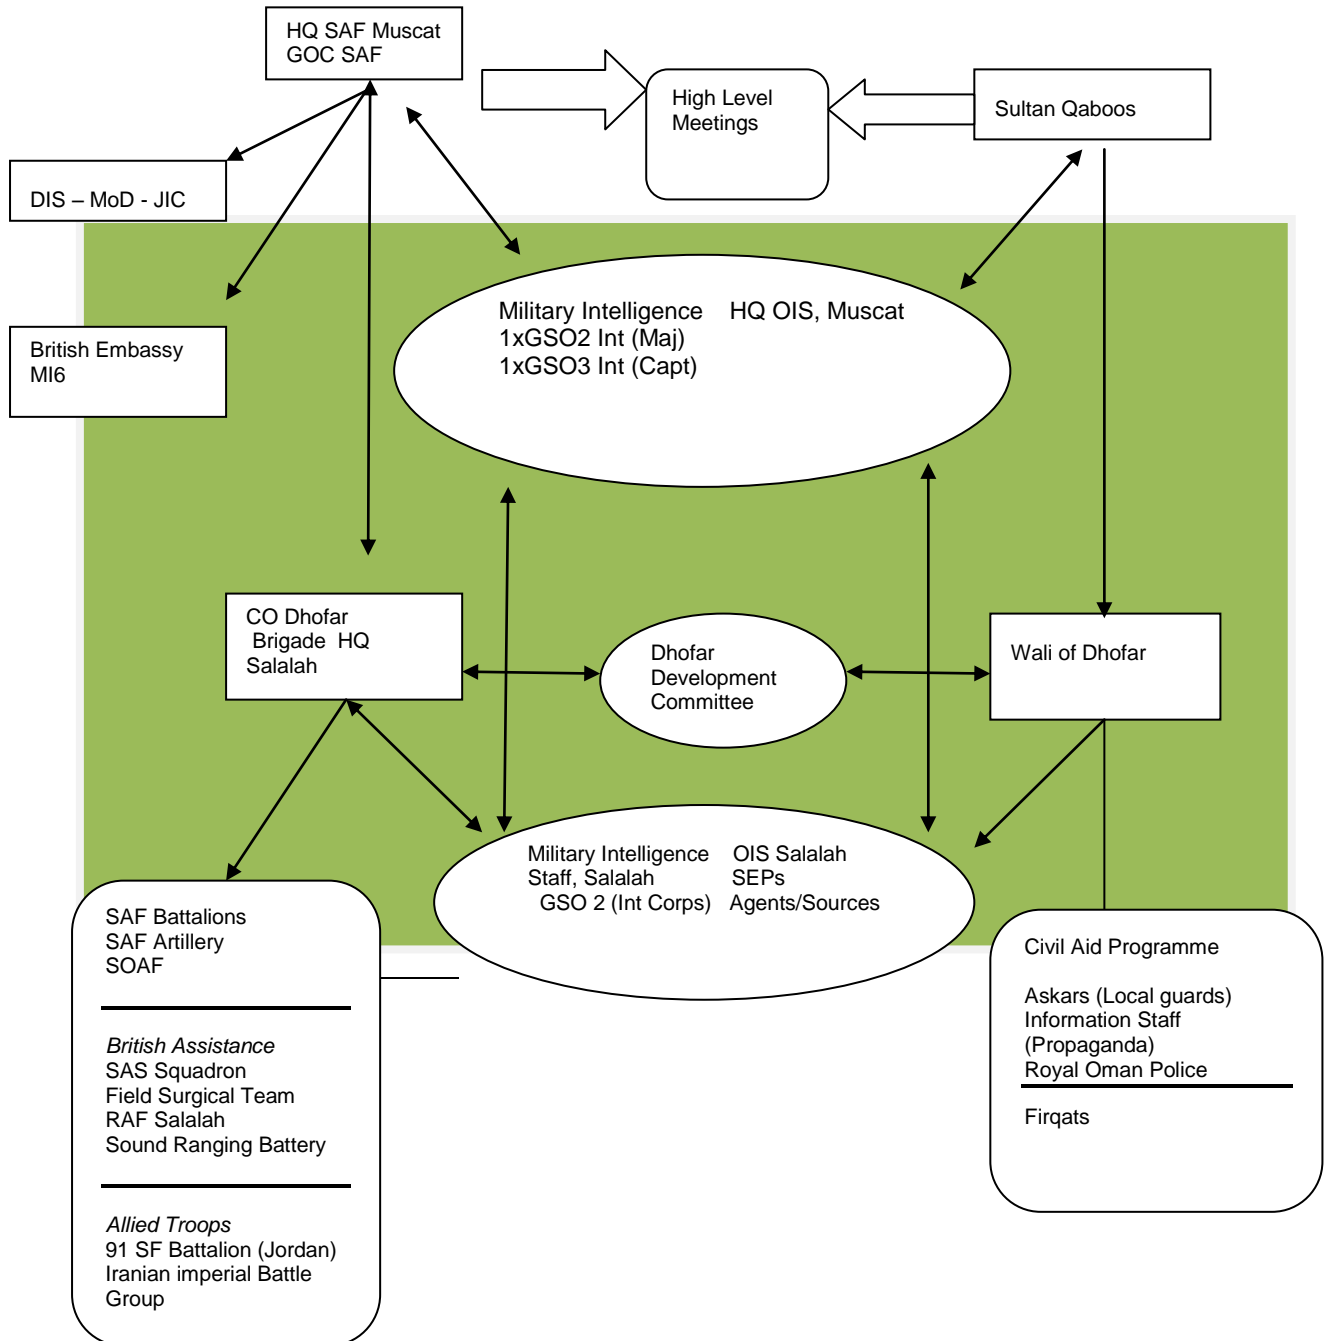 HQ SAF Muscat
GOC SAF
High Level
Meetings
Sultan Qaboos
DIS – MoD - JIC
British Embassy
MI6
Military Intelligence HQ OIS, Muscat
1xGSO2 Int (Maj)
1xGSO3 Int (Capt)
CO Dhofar
Brigade HQ
Salalah
Dhofar
Development
Committee
Wali of Dhofar
Military Intelligence OIS Salalah
Staff, Salalah SEPs
GSO 2 (Int Corps) Agents/Sources
SAF Battalions
SAF Artillery
SOAF
British Assistance
SAS Squadron
Field Surgical Team
RAF Salalah
Sound Ranging Battery
Allied Troops
91 SF Battalion (Jordan)
Iranian imperial Battle
Group
Civil Aid Programme
Askars (Local guards)
Information Staff
(Propaganda)
Royal Oman Police
Firqats